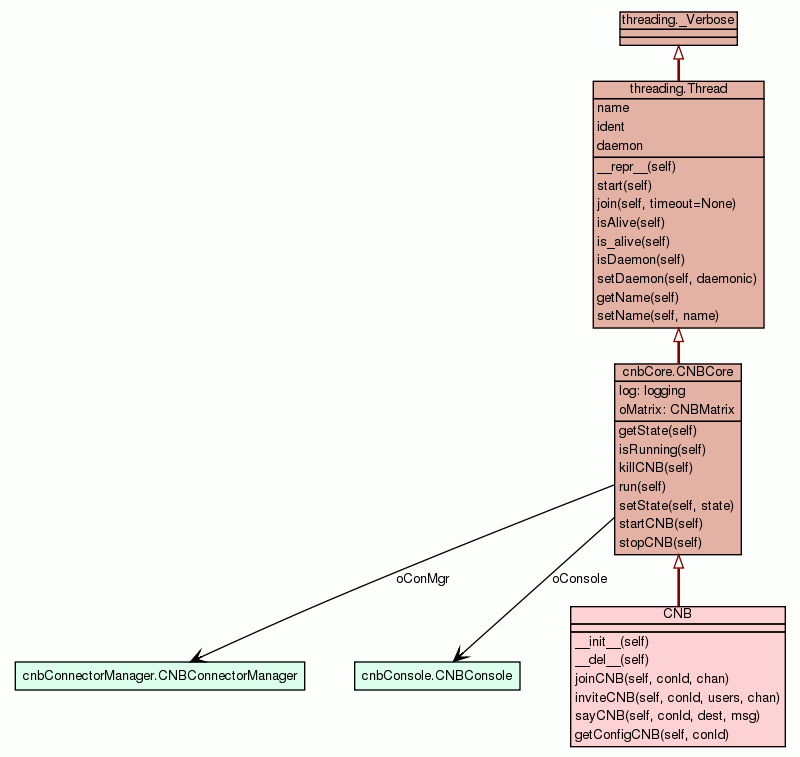 threading._Verbose
threading.Thread
name
ident
daemon
__repr__(self)
start(self)
join(self, timeout=None)
isAlive(self)
is_alive(self)
isDaemon(self)
setDaemon(self, daemonic)
getName(self)
setName(self, name)
cnbCore.CNBCore
log: logging
oMatrix: CNBMatrix
getState(self)
isRunning(self)
killCNB(self)
run(self)
setState(self, state)
startCNB(self)
stopCNB(self)
oConMgr
oConsole
CNB
__init__(self)
__del__(self)
joinCNB(self, conId, chan)
inviteCNB(self, conId, users, chan)
sayCNB(self, conId, dest, msg)
getConfigCNB(self, conId)
cnbConnectorManager.CNBConnectorManager
cnbConsole.CNBConsole